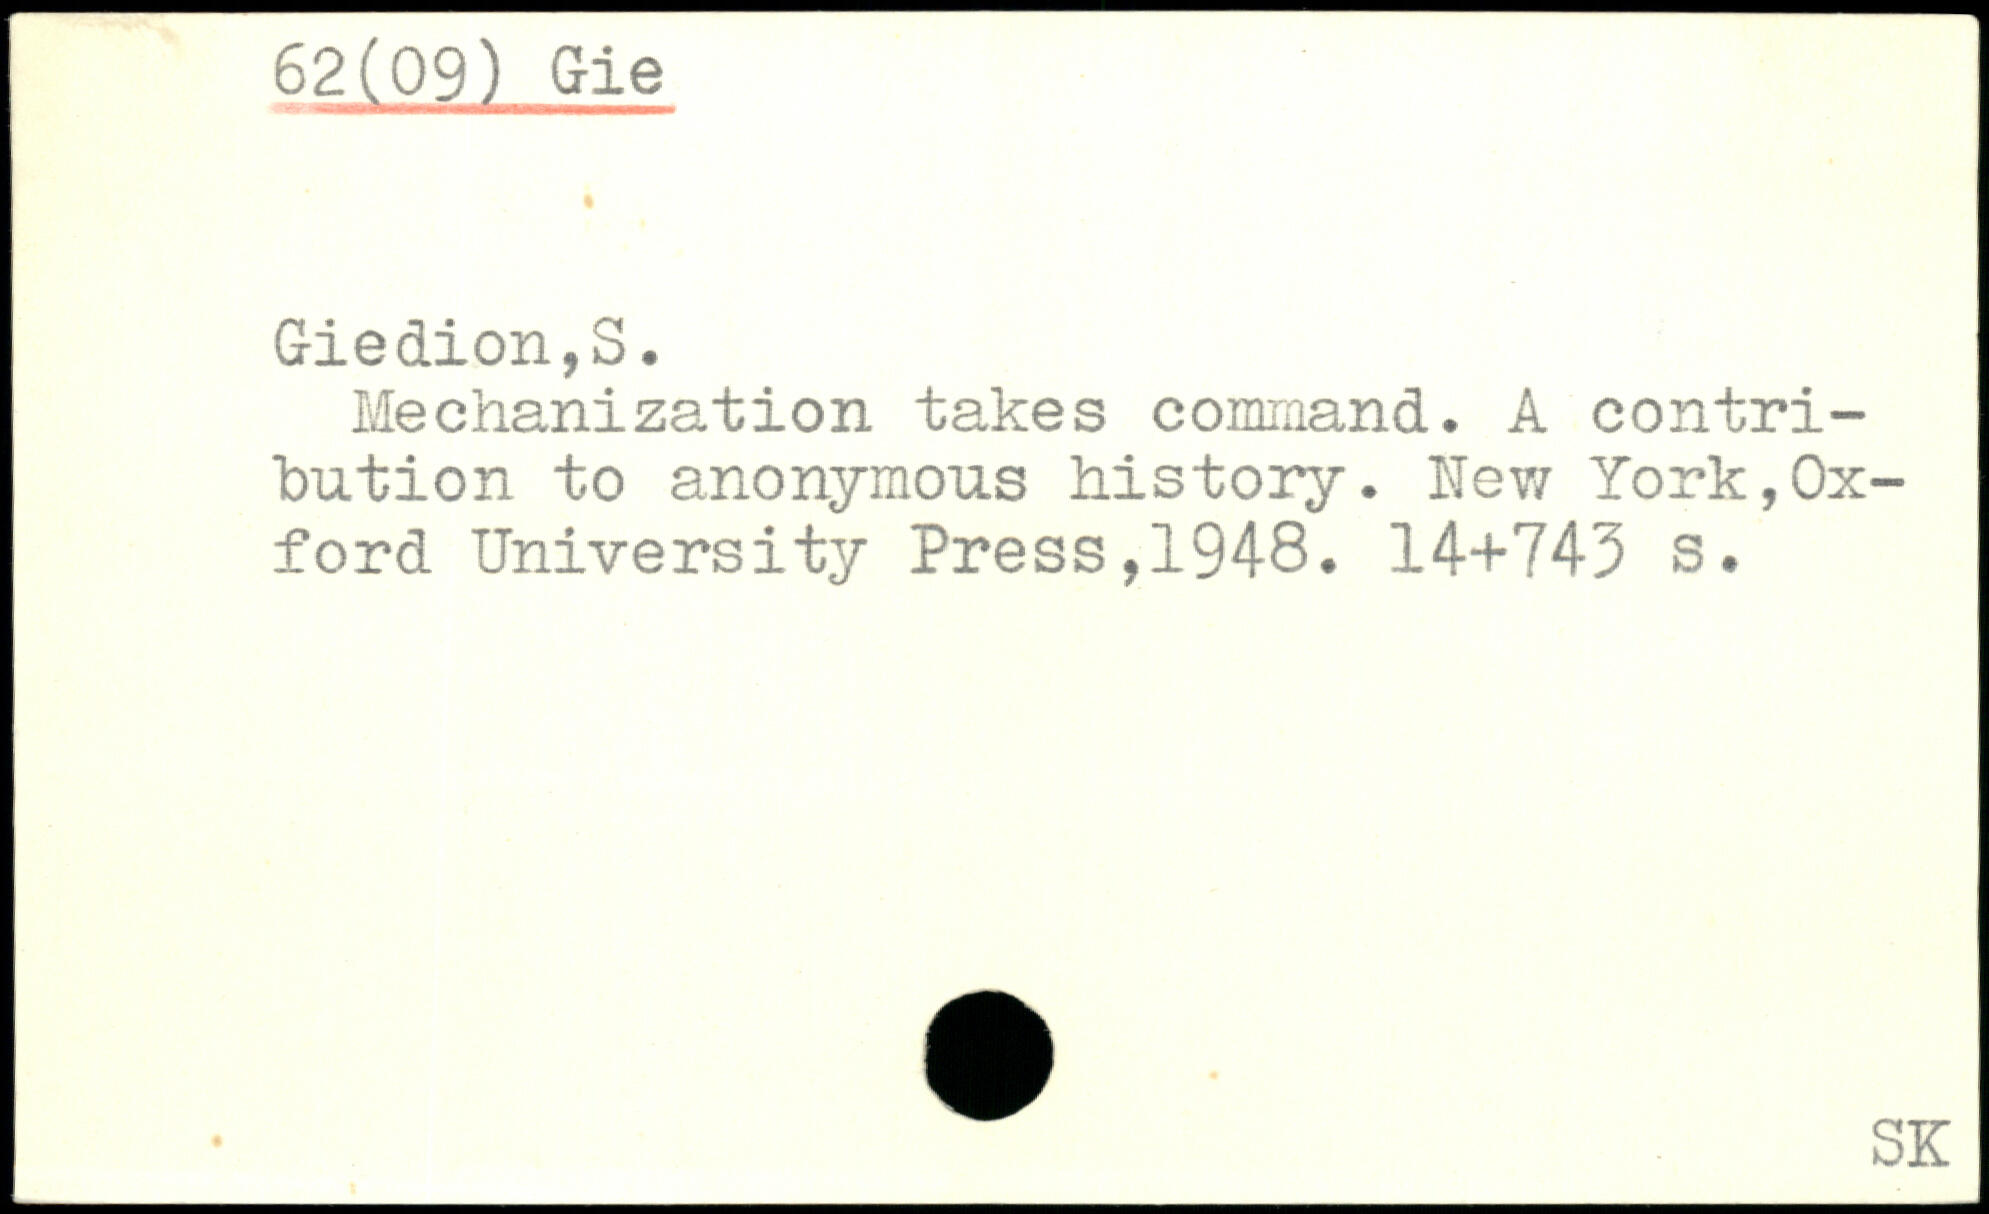 62(09) Gie
Giedion,S.
Mechanization takes command. A contri-
bution to anonymous history. New York,Ox-
ford University Press,1948. 14+743 s.
SK